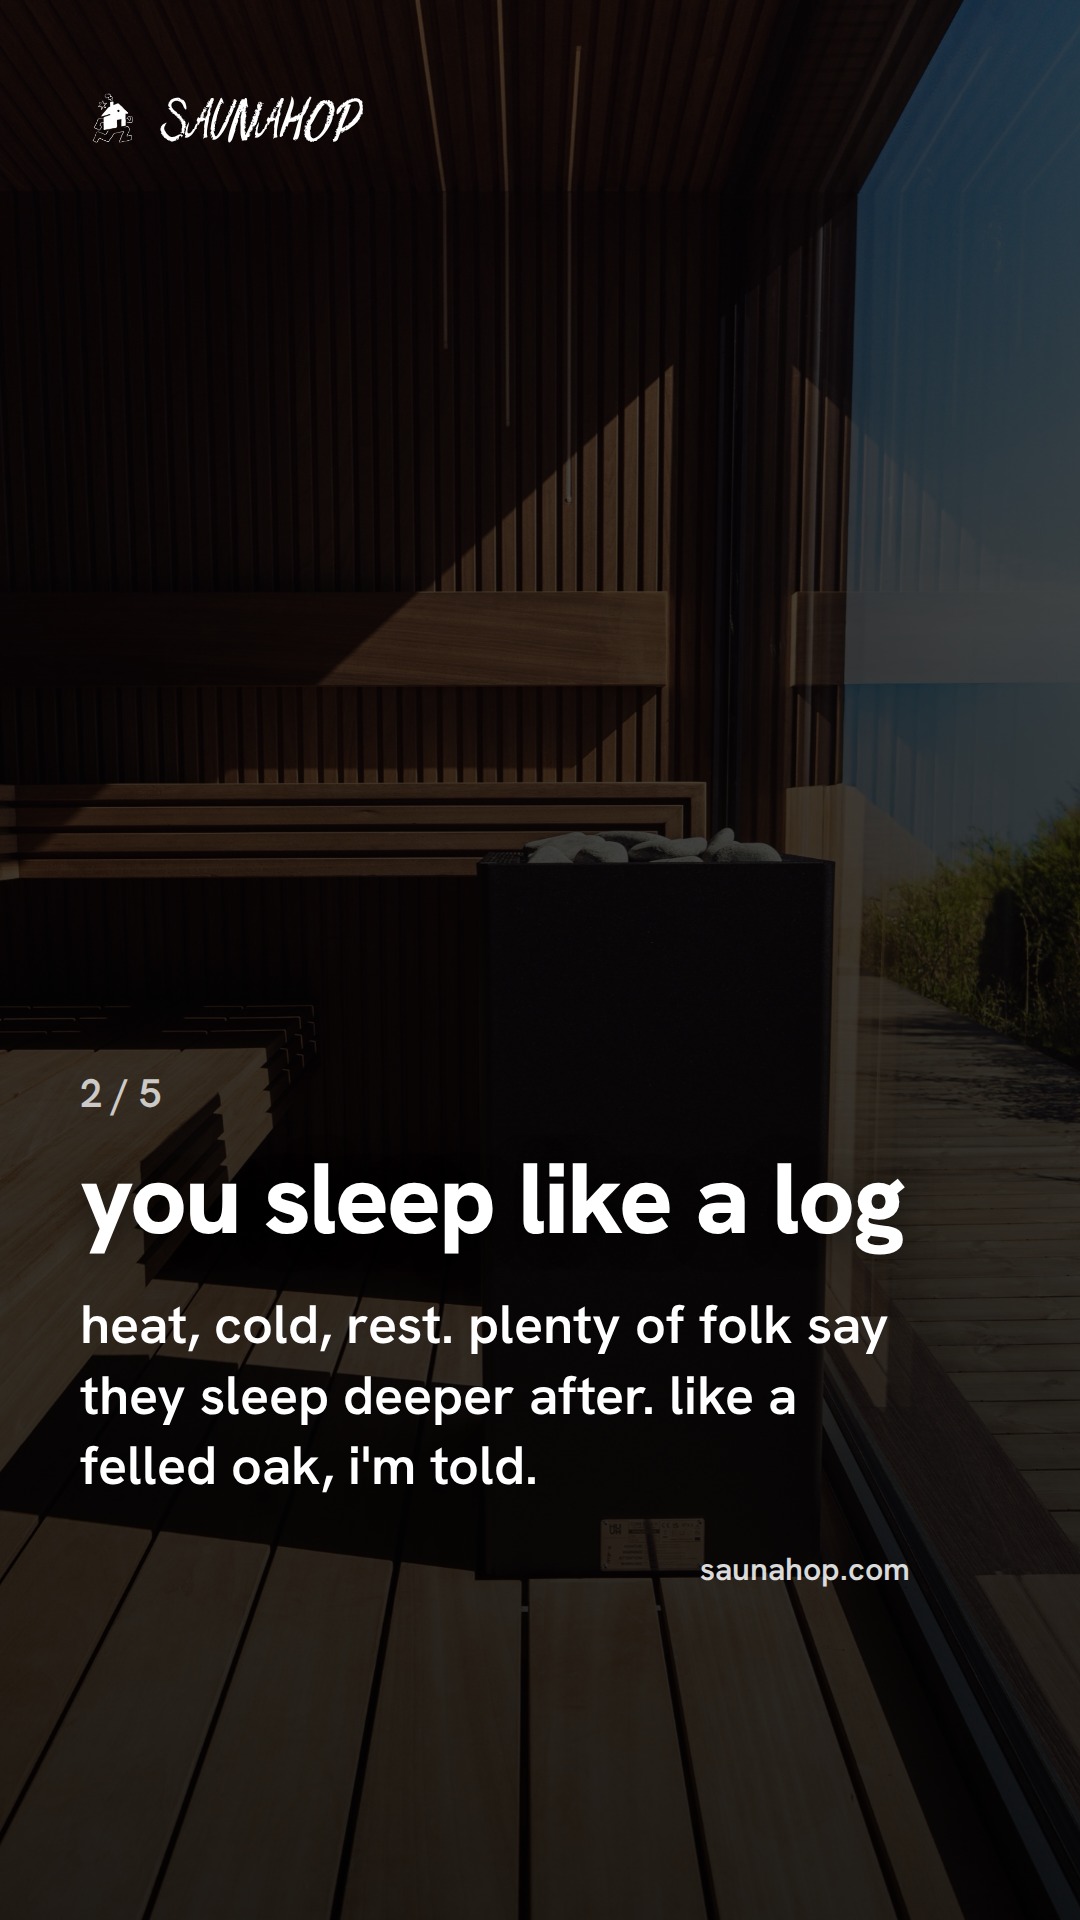 SAUNAHOP
2 / 5
you sleep like a log
heat, cold, rest. plenty of folk say
they sleep deeper after. like a
felled oak, i'm told.
saunahop.com